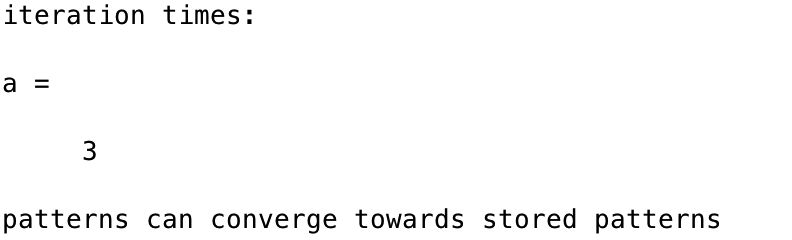 iteration times:
a =
3
patterns can converge towards stored patterns